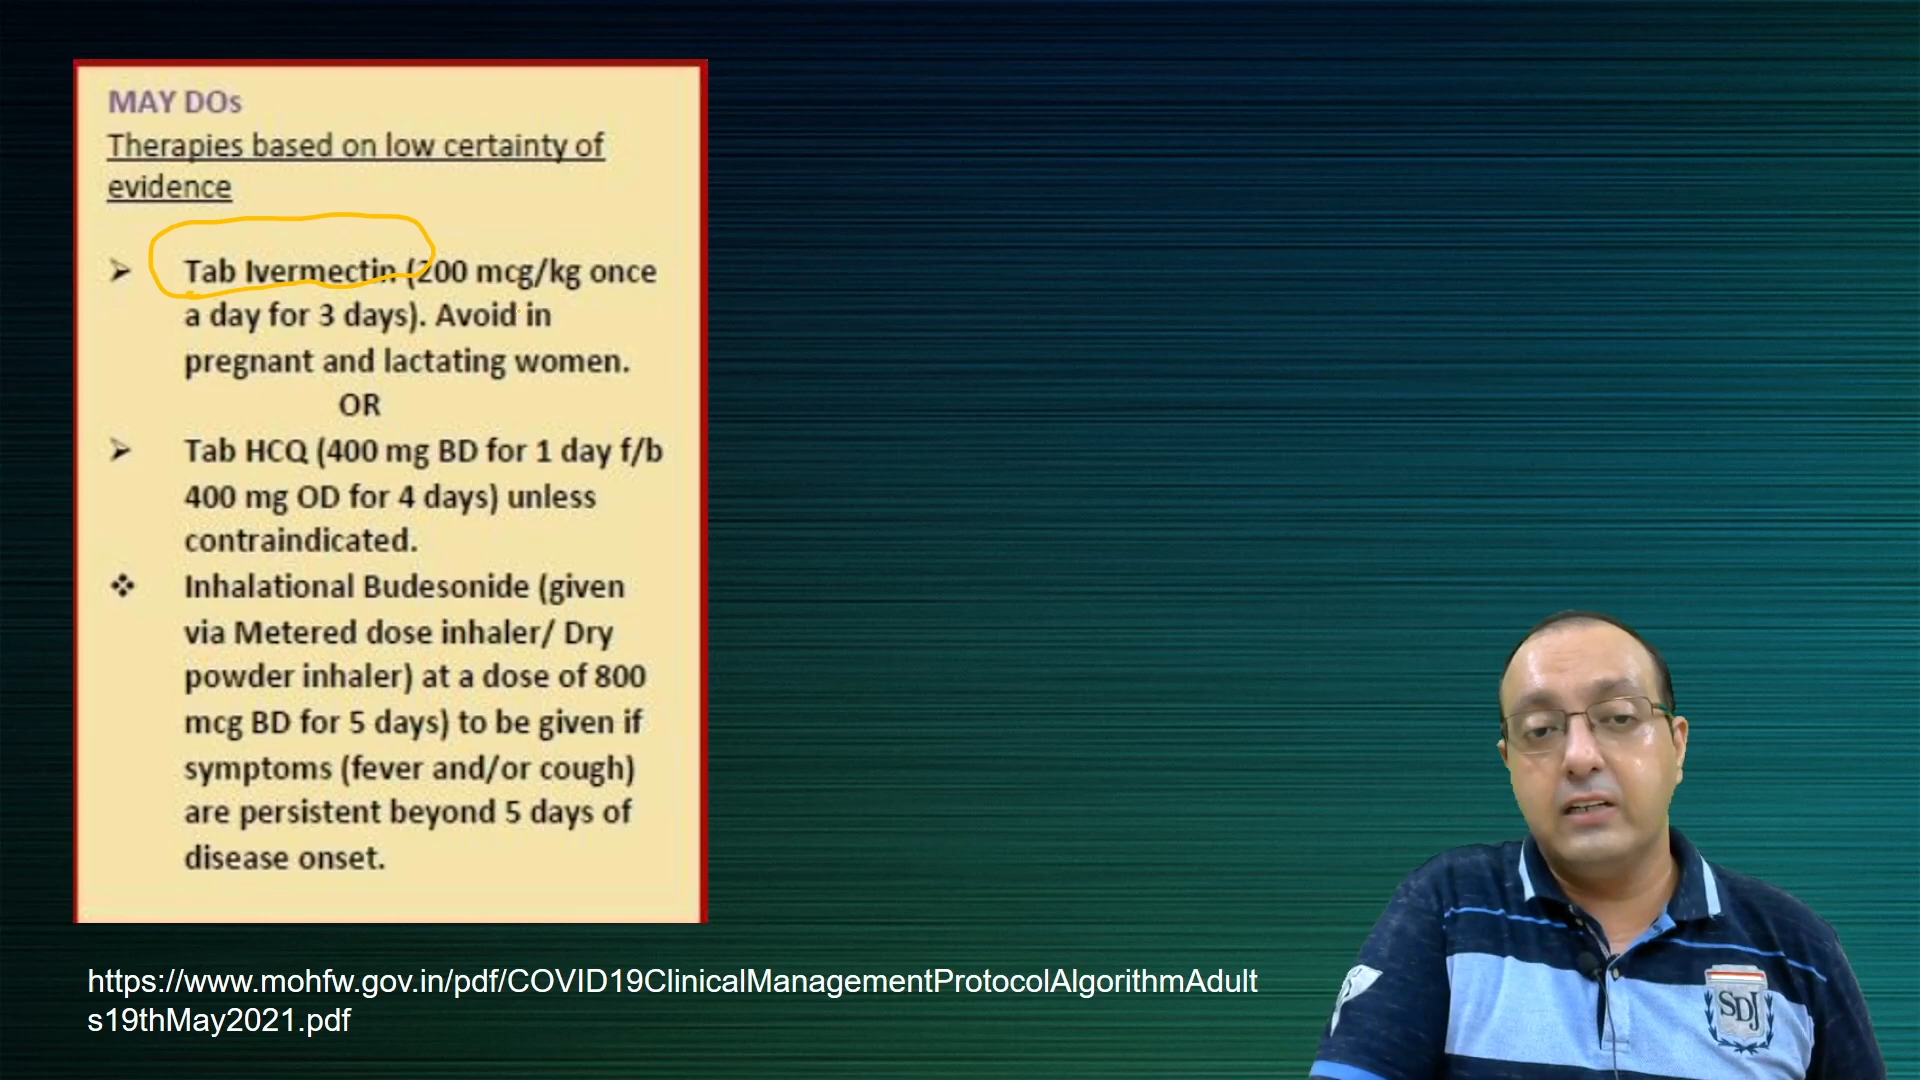 MAY DOs
Therapies based on low certainty of
evidence
➤ Tab Ivermectin (200 mcg/kg once
a day for 3 days). Avoid in
pregnant and lactating women.
OR
➤ Tab HCQ (400 mg BD for 1 day f/b
400 mg OD for 4 days) unless
contraindicated.
❖ Inhalational Budesonide (given
via Metered dose inhaler/ Dry
powder inhaler) at a dose of 800
mcg BD for 5 days) to be given if
symptoms (fever and/or cough)
are persistent beyond 5 days of
disease onset.
https://www.mohfw.gov.in/pdf/COVID19ClinicalManagementProtocolAlgorithmAdult
s19thMay2021.pdf
SDJ